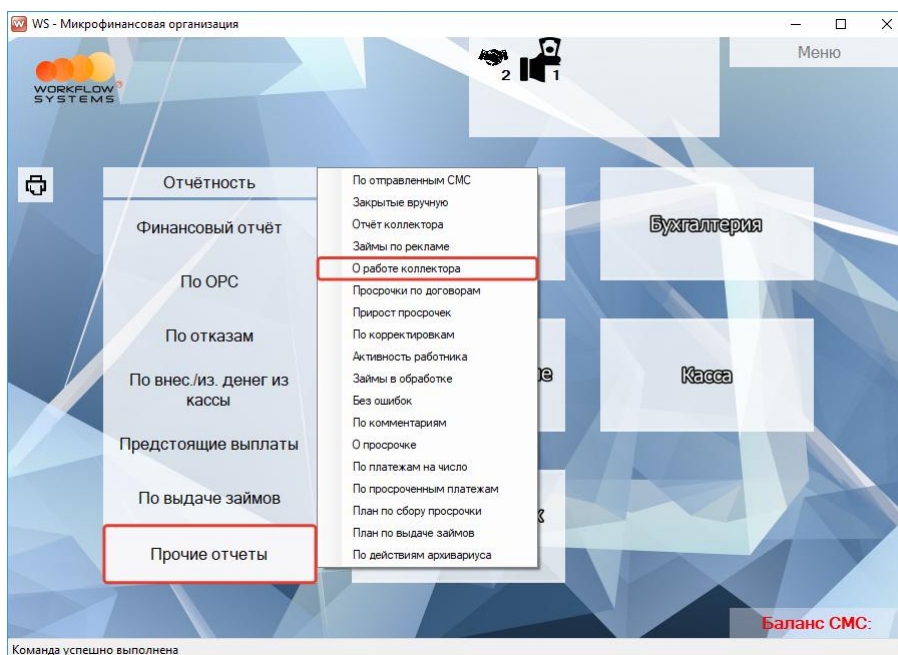 WS - Микрофинансовая организация
Меню
2
1
WORKFLOW
SYSTEMS
Отчётность
Финансовый отчёт
По ОРС
По отказам
По внес./из. денег из
кассы
Предстоящие выплаты
По выдаче займов
Прочие отчеты
По отправленным СМС
Закрытые вручную
Отчёт коллектора
Займы по рекламе
О работе коллектора
Просрочки по договорам
Прирост просрочек
По корректировкам
Активность работника
Займы в обработке
Без ошибок
По комментариям
О просрочке
По платежам на число
По просроченным платежам
План по сбору просрочки
План по выдаче займов
По действиям архивариуса
Бухгалтерия
Касса
Баланс СМС:
Команда успешно выполнена